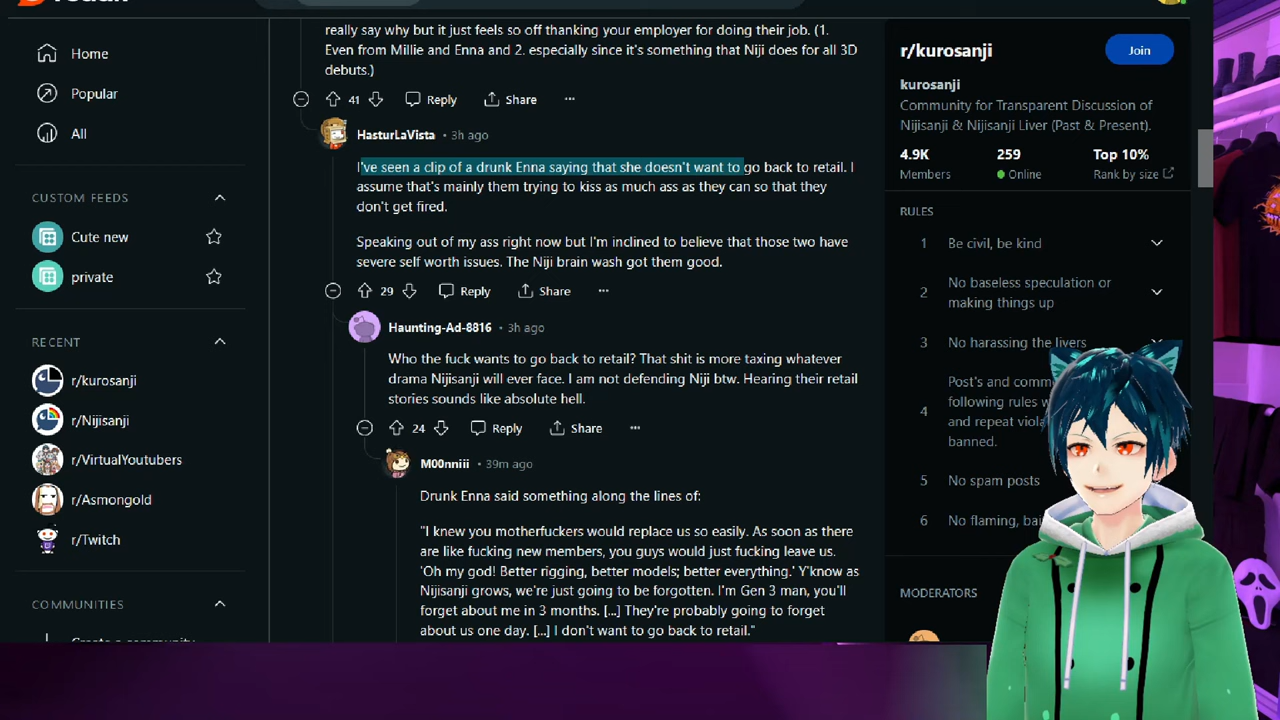 Home
Popular
All
CUSTOM FEEDS
Cute new
private
RECENT
r/kurosanji
r/Nijisanji
r/VirtualYoutubers
r/Asmongold
r/Twitch
COMMUNITIES
really say why but it just feels so off thanking your employer for doing their job. (1.
Even from Millie and Enna and 2. especially since it's something that Niji does for all 3D
debuts.)
41 Reply Share ···
HasturLaVista • 3h ago
I've seen a clip of a drunk Enna saying that she doesn't want to go back to retail. I
assume that's mainly them trying to kiss as much ass as they can so that they
don't get fired.
Speaking out of my ass right now but I'm inclined to believe that those two have
severe self worth issues. The Niji brain wash got them good.
29 Reply Share ···
Haunting-Ad-8816 • 3h ago
Who the fuck wants to go back to retail? That shit is more taxing whatever
drama Nijisanji will ever face. I am not defending Niji btw. Hearing their retail
stories sounds like absolute hell.
24 Reply Share ···
M00nniii • 39m ago
Drunk Enna said something along the lines of:
"I knew you motherfuckers would replace us so easily. As soon as there
are like fucking new members, you guys would just fucking leave us.
'Oh my god! Better rigging, better models; better everything.' Y'know as
Nijisanji grows, we're just going to be forgotten. I'm Gen 3 man, you'll
forget about me in 3 months. [...] They're probably going to forget
about us one day. [...] I don't want to go back to retail."
r/kurosanji
Join
kurosanji
Community for Transparent Discussion of
Nijisanji & Nijisanji Liver (Past & Present).
4.9K 259 Top 10%
Members Online Rank by size
RULES
1 Be civil, be kind
2 No baseless speculation or
making things up
3 No harassing the livers
4 Post's and comm
following rules
and repeat
banned.
5 No spam posts
6 No flaming,
MODERATORS